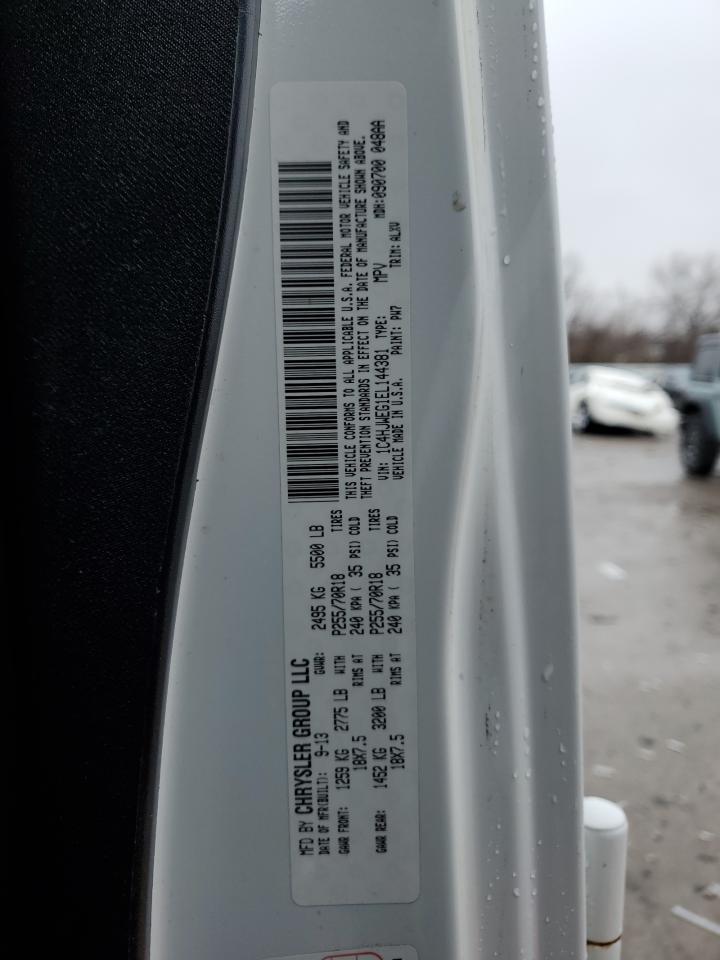 MFD BY CHRYSLER GROUP LLC
DATE OF MFR(BUILT): 9-13 GVWR: 2495 KG 5500 LB
GAWR FRONT: 1259 KG 2775 LB WITH P255/70R18 TIRES
18X7.5 RIMS AT 240 KPA ( 35 PSI) COLD
GAWR REAR: 1452 KG 3200 LB WITH P255/70R18 TIRES
18X7.5 RIMS AT 240 KPA ( 35 PSI) COLD
THIS VEHICLE CONFORMS TO ALL APPLICABLE U.S.A. FEDERAL MOTOR VEHICLE SAFETY AND
THEFT PREVENTION STANDARDS IN EFFECT ON THE DATE OF MANUFACTURE SHOWN ABOVE.
VIN: 1C4HJWEG1EL144381 TYPE: MPV MDH:090700 048AA
VEHICLE MADE IN U.S.A. PAINT: PW7 TRIM: ALXV